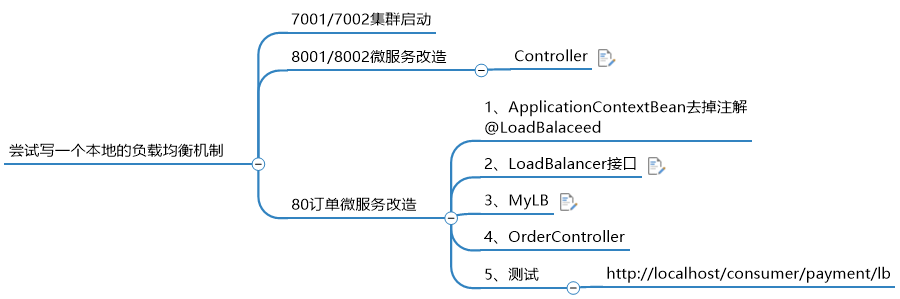 7001/7002集群启动
8001/8002微服务改造
Controller
尝试写一个本地的负载均衡机制
1、ApplicationContextBean去掉注解
@LoadBalaceed
2、LoadBalancer接口
80订单微服务改造
3、MyLB
4、OrderController
5、测试
http://localhost/consumer/payment/lb